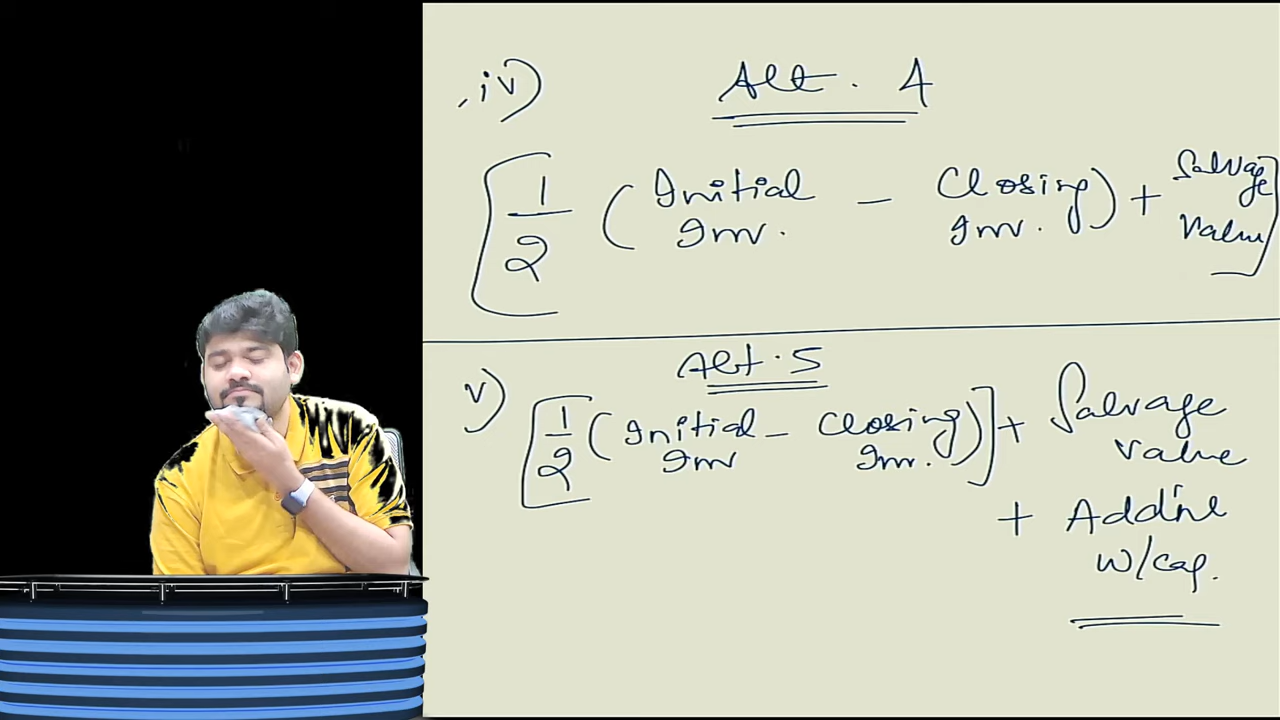 iv) Alt. 4
[1/2 (Initial Inv. - Closing Inv.) + Salvage Value]
v) Alt. 5
[1/2 (Initial Inv - Closing Inv.)] + Salvage Value
+ Addine W/cap.